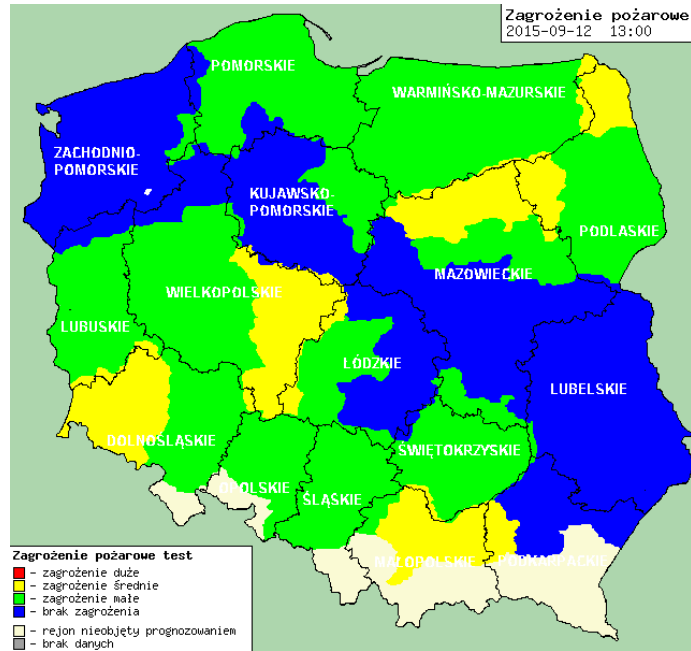 Zagrożenie pożarowe
2015-09-12 13:00
POMORSKIE
WARMIŃSKO-MAZURSKIE
ZACHODNIO-
POMORSKIE
KUJAWSKO-
POMORSKIE
PODLASKIE
MAZOWIECKIE
WIELKOPOLSKIE
LUBUSKIE
ŁÓDZKIE
LUBELSKIE
DOLNOŚLĄSKIE
ŚWIĘTOKRZYSKIE
OPOLSKIE
ŚLĄSKIE
MAŁOPOLSKIE
PODKARPACKIE
Zagrożenie pożarowe test
- zagrożenie duże
- zagrożenie średnie
- zagrożenie małe
- brak zagrożenia
- rejon nieobjęty prognozowaniem
- brak danych